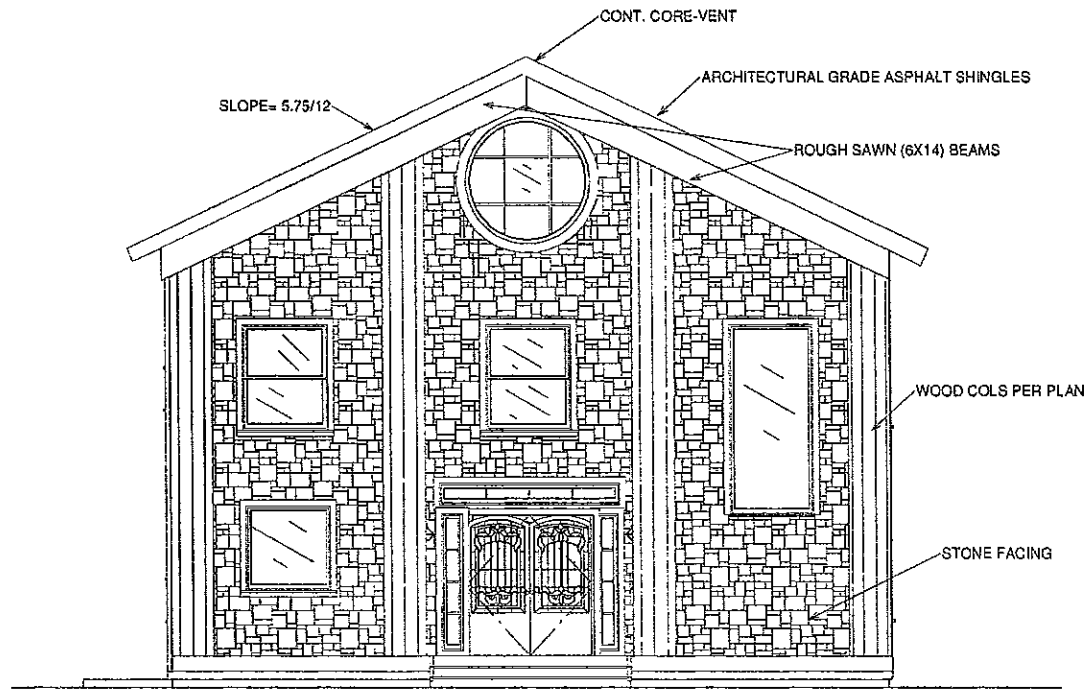 CONT. CORE-VENT
ARCHITECTURAL GRADE ASPHALT SHINGLES
SLOPE= 5.75/12
ROUGH SAWN (6X14) BEAMS
WOOD COLS PER PLAN
STONE FACING